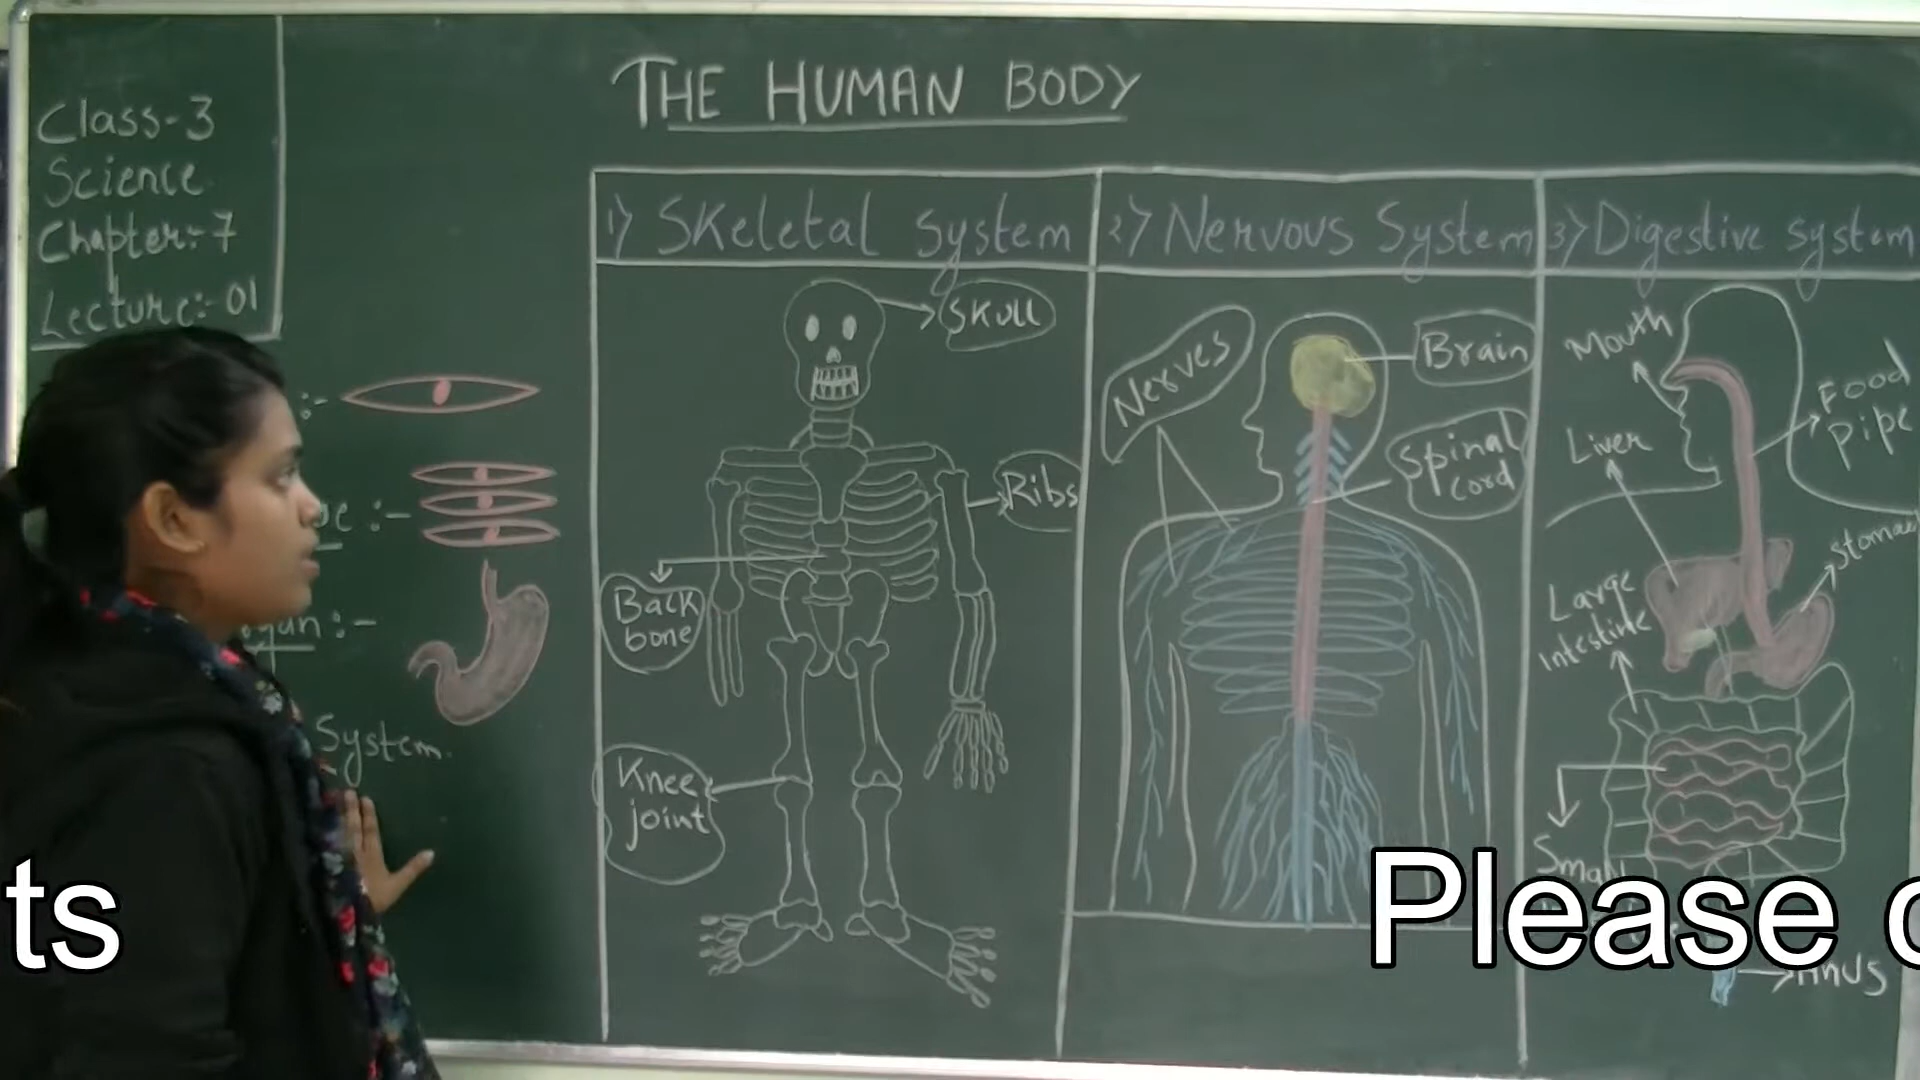 THE HUMAN BODY
Class-3
Science
Chapter:-7
Lecture:-01
:-
:-
:-
System.
1) Skeletal system
Skull
Ribs
Back
bone
Knee
joint
2) Nervous System
Nerves
Brain
Spinal
cord
3) Digestive system
Mouth
Food
Pipe
Liver
Large
Intestine
Small
ts
Please